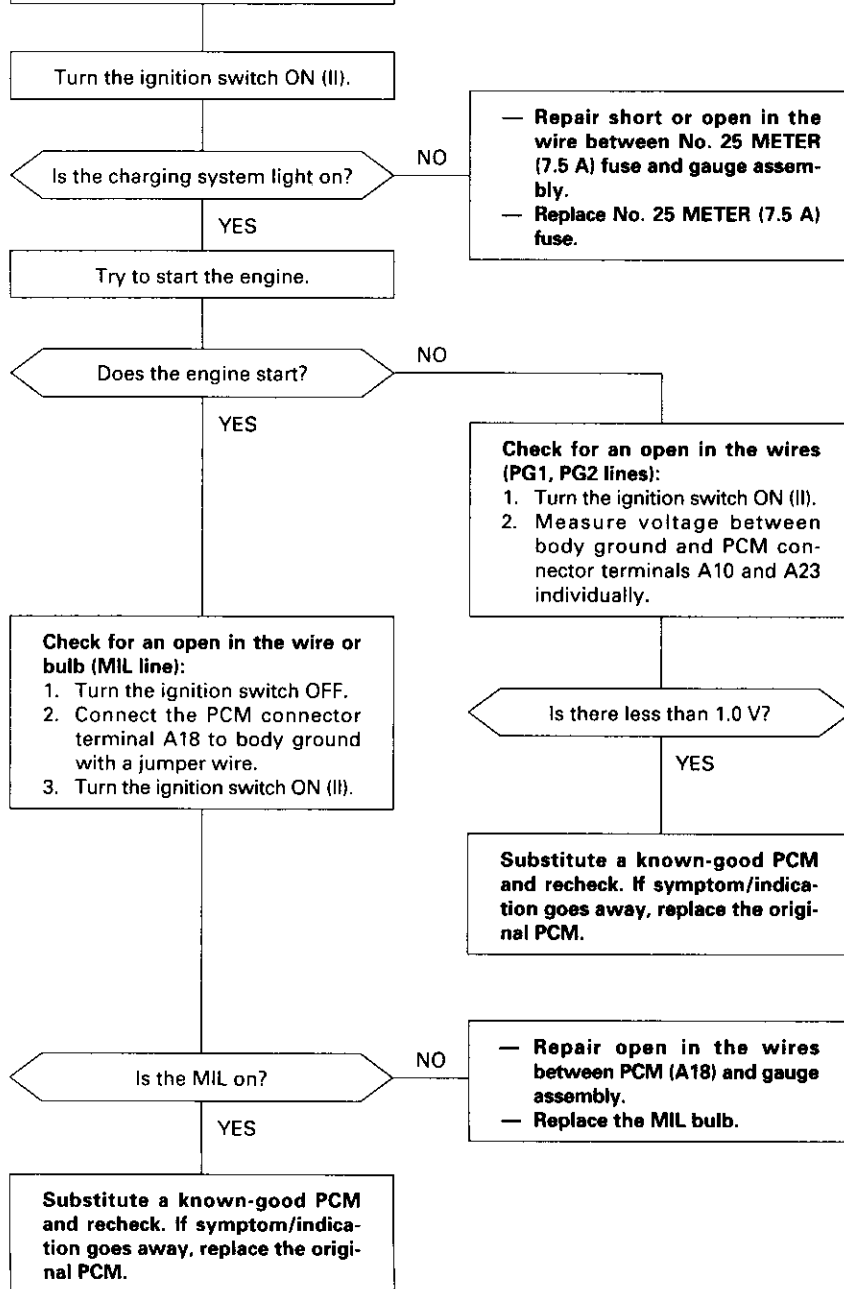 Turn the ignition switch ON (II).
Is the charging system light on?
NO
— Repair short or open in the
wire between No. 25 METER
(7.5 A) fuse and gauge assem-
bly.
— Replace No. 25 METER (7.5 A)
fuse.
YES
Try to start the engine.
Does the engine start?
NO
YES
Check for an open in the wires
(PG1, PG2 lines):
1. Turn the ignition switch ON (II).
2. Measure voltage between
body ground and PCM con-
nector terminals A10 and A23
individually.
Check for an open in the wire or
bulb (MIL line):
1. Turn the ignition switch OFF.
2. Connect the PCM connector
terminal A18 to body ground
with a jumper wire.
3. Turn the ignition switch ON (II).
Is there less than 1.0 V?
YES
Substitute a known-good PCM
and recheck. If symptom/indica-
tion goes away, replace the origi-
nal PCM.
Is the MIL on?
NO
— Repair open in the wires
between PCM (A18) and gauge
assembly.
— Replace the MIL bulb.
YES
Substitute a known-good PCM
and recheck. If symptom/indica-
tion goes away, replace the origi-
nal PCM.